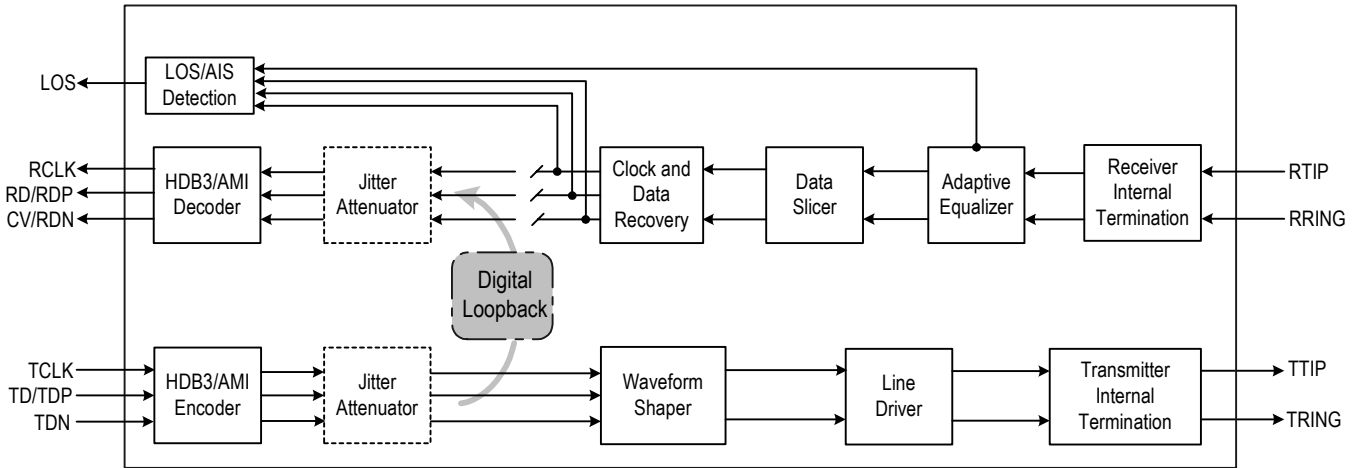 LOS
LOS/AIS
Detection
RCLK
RD/RDP
CV/RDN
HDB3/AMI
Decoder
Jitter
Attenuator
Clock and
Data
Recovery
Data
Slicer
Adaptive
Equalizer
Receiver
Internal
Termination
RTIP
RRING
Digital
Loopback
TCLK
TD/TDP
TDN
HDB3/AMI
Encoder
Jitter
Attenuator
Waveform
Shaper
Line
Driver
Transmitter
Internal
Termination
TTIP
TRING